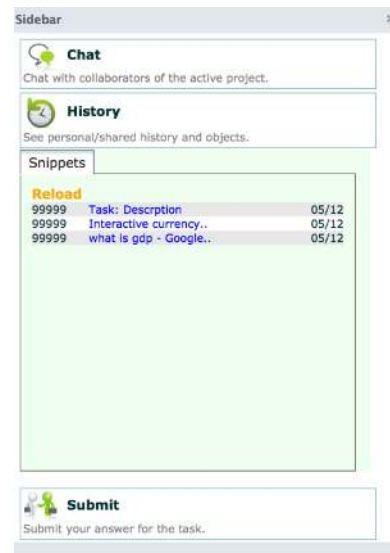 Sidebar
Chat
Chat with collaborators of the active project.
History
See personal/shared history and objects.
Snippets
Reload
99999 Task: Descrption 05/12
99999 Interactive currency.. 05/12
99999 what is gdp - Google.. 05/12
Submit
Submit your answer for the task.